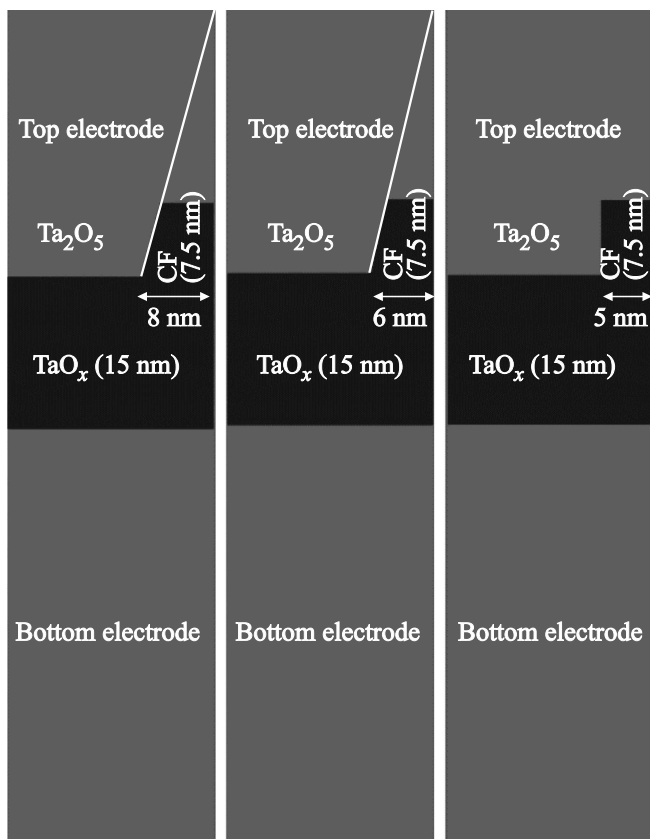 Top electrode
Ta₂O₅
CF
(7.5 nm)
8 nm
TaOₓ (15 nm)
Bottom electrode
Top electrode
Ta₂O₅
CF
(7.5 nm)
6 nm
TaOₓ (15 nm)
Bottom electrode
Top electrode
Ta₂O₅
CF
(7.5 nm)
5 nm
TaOₓ (15 nm)
Bottom electrode